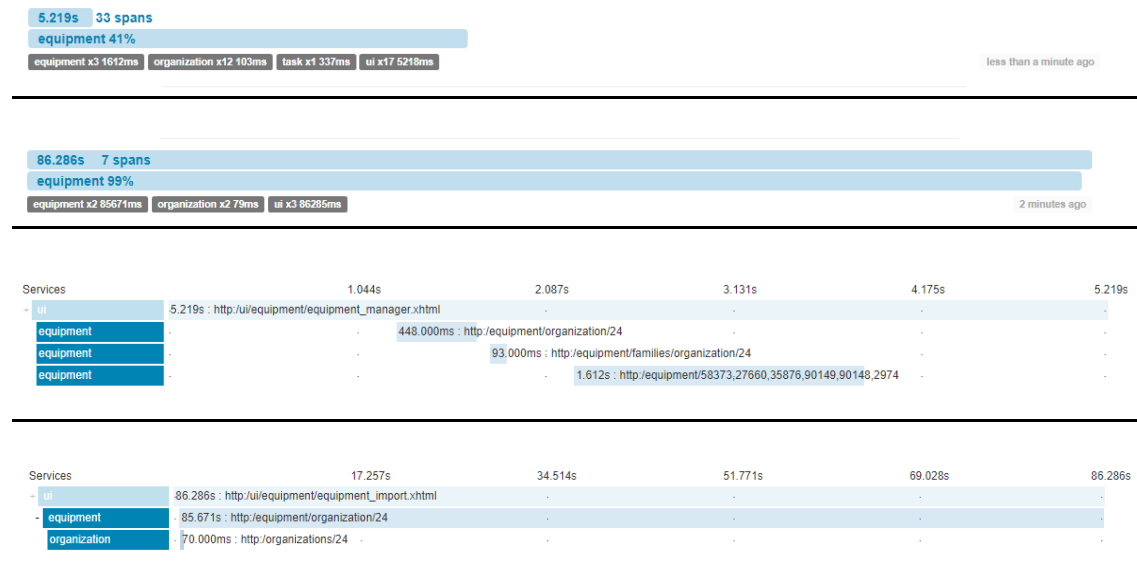 5.219s 33 spans
equipment 41%
equipment x3 1612ms organization x12 103ms task x1 337ms ui x17 5218ms less than a minute ago
86.286s 7 spans
equipment 99%
equipment x2 85671ms organization x2 79ms ui x3 86285ms 2 minutes ago
Services 1.044s 2.087s 3.131s 4.175s 5.219s
+ ui 5.219s : http:/ui/equipment/equipment_manager.xhtml
equipment 448.000ms : http:/equipment/organization/24
equipment 93.000ms : http:/equipment/families/organization/24
equipment 1.612s : http:/equipment/58373,27660,35876,90149,90148,2974
Services 17.257s 34.514s 51.771s 69.028s 86.286s
+ ui 86.286s : http:/ui/equipment/equipment_import.xhtml
- equipment 85.671s : http:/equipment/organization/24
organization 70.000ms : http:/organizations/24